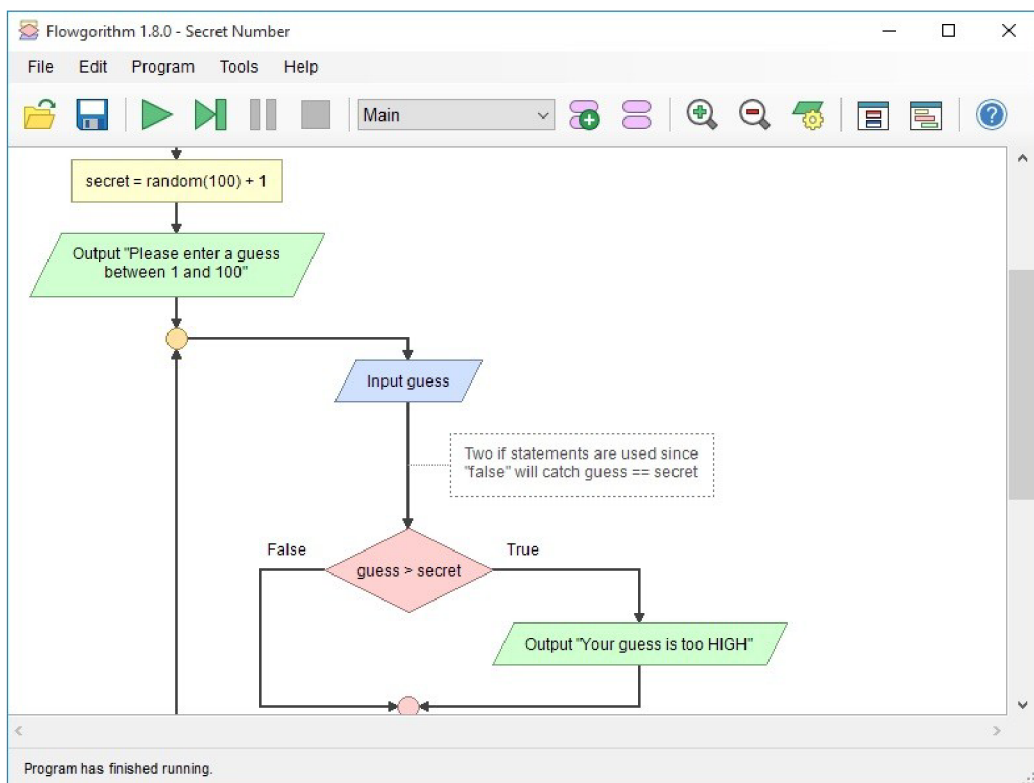 Flowgorithm 1.8.0 - Secret Number
File Edit Program Tools Help
Main
secret = random(100) + 1
Output "Please enter a guess
between 1 and 100"
Input guess
Two if statements are used since
"false" will catch guess == secret
False
True
guess > secret
Output "Your guess is too HIGH"
Program has finished running.